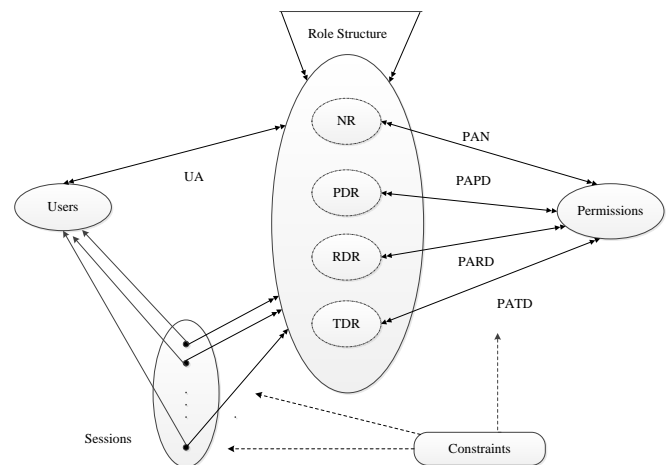 Role Structure
NR
PAN
UA
PAPD
PDR
Users
Permissions
RDR
PARD
PATD
TDR
Sessions
Constraints